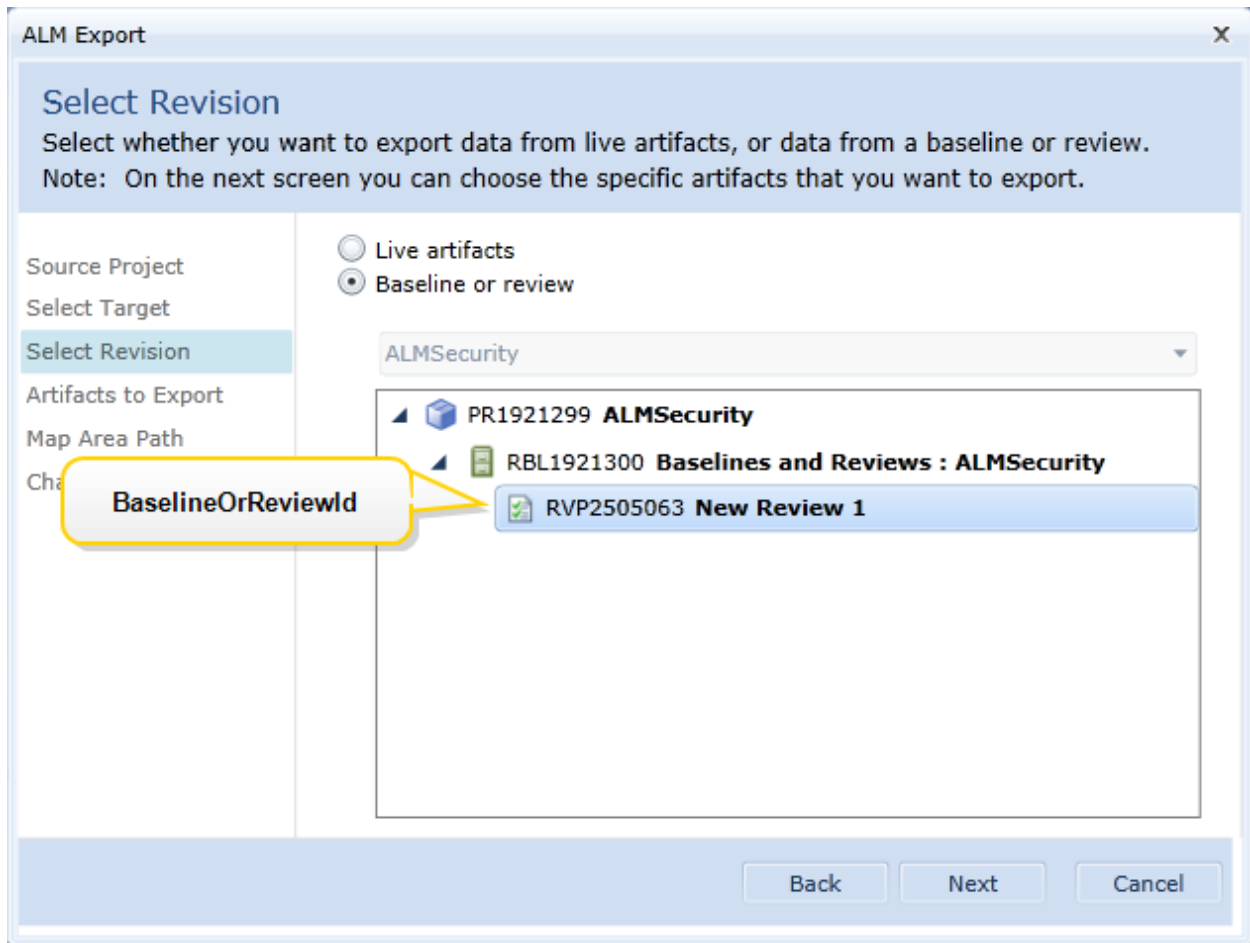 ALM Export
x
Select Revision
Select whether you want to export data from live artifacts, or data from a baseline or review.
Note: On the next screen you can choose the specific artifacts that you want to export.
Source Project
Select Target
Select Revision
Artifacts to Export
Map Area Path
Cha
Live artifacts
Baseline or review
ALMSecurity
PR1921299 ALMSecurity
RBL1921300 Baselines and Reviews : ALMSecurity
RVP2505063 New Review 1
BaselineOrReviewId
Back
Next
Cancel